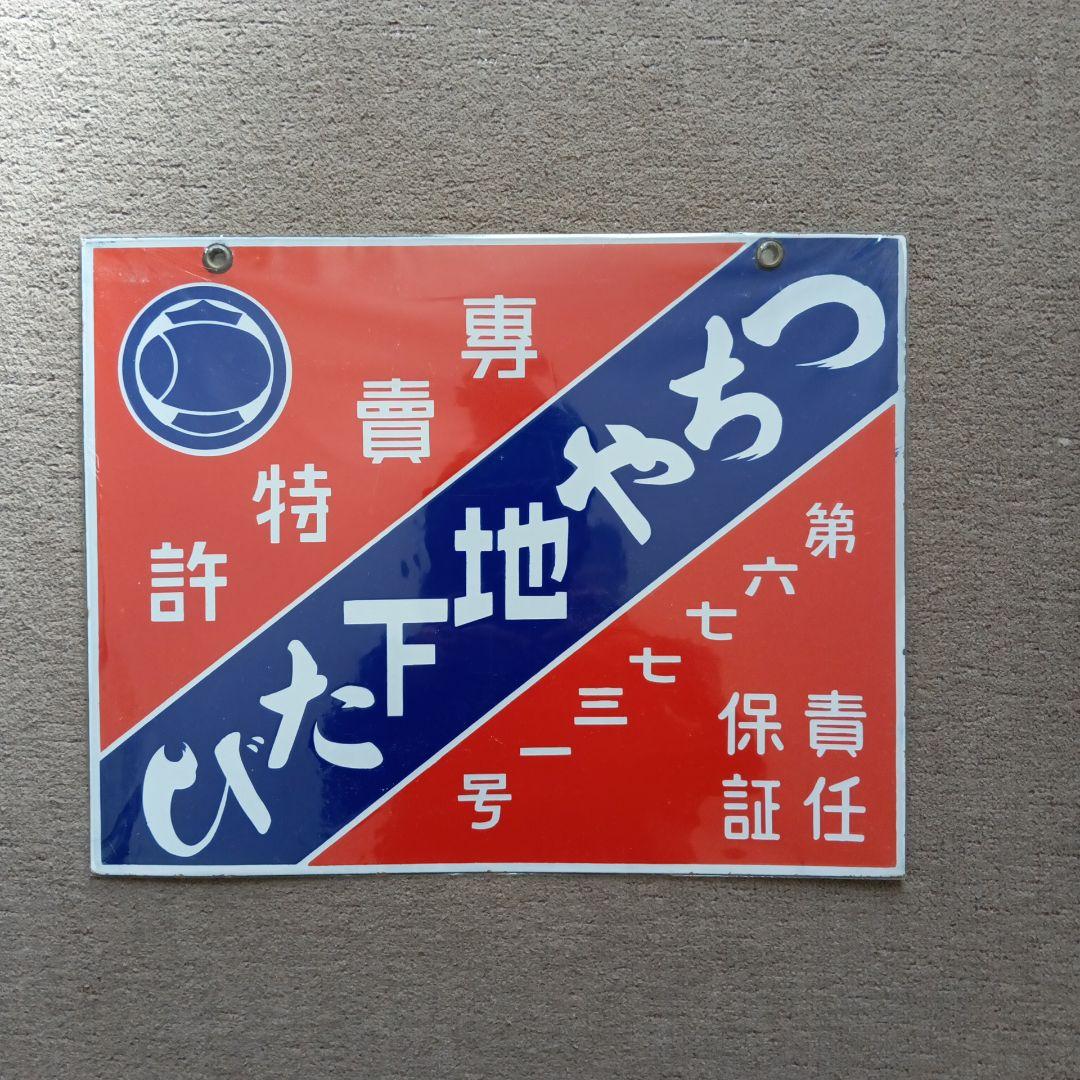 専賣特許
つちや地下たび
第六七七三一号
責任
保証